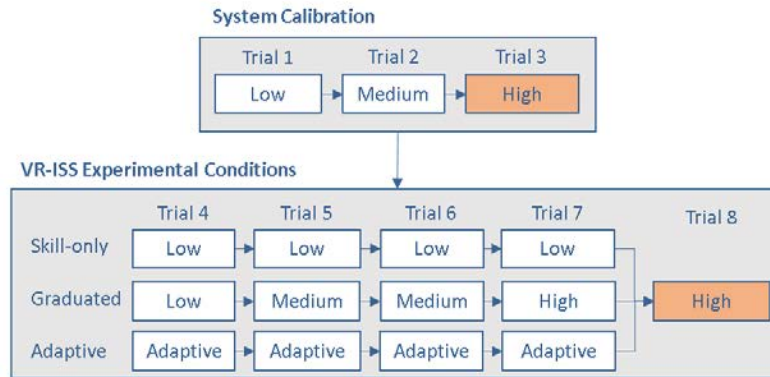 System Calibration
Trial 1 Trial 2 Trial 3
Low Medium High
VR-ISS Experimental Conditions
Trial 4 Trial 5 Trial 6 Trial 7 Trial 8
Skill-only Low Low Low Low
Graduated Low Medium Medium High High
Adaptive Adaptive Adaptive Adaptive Adaptive